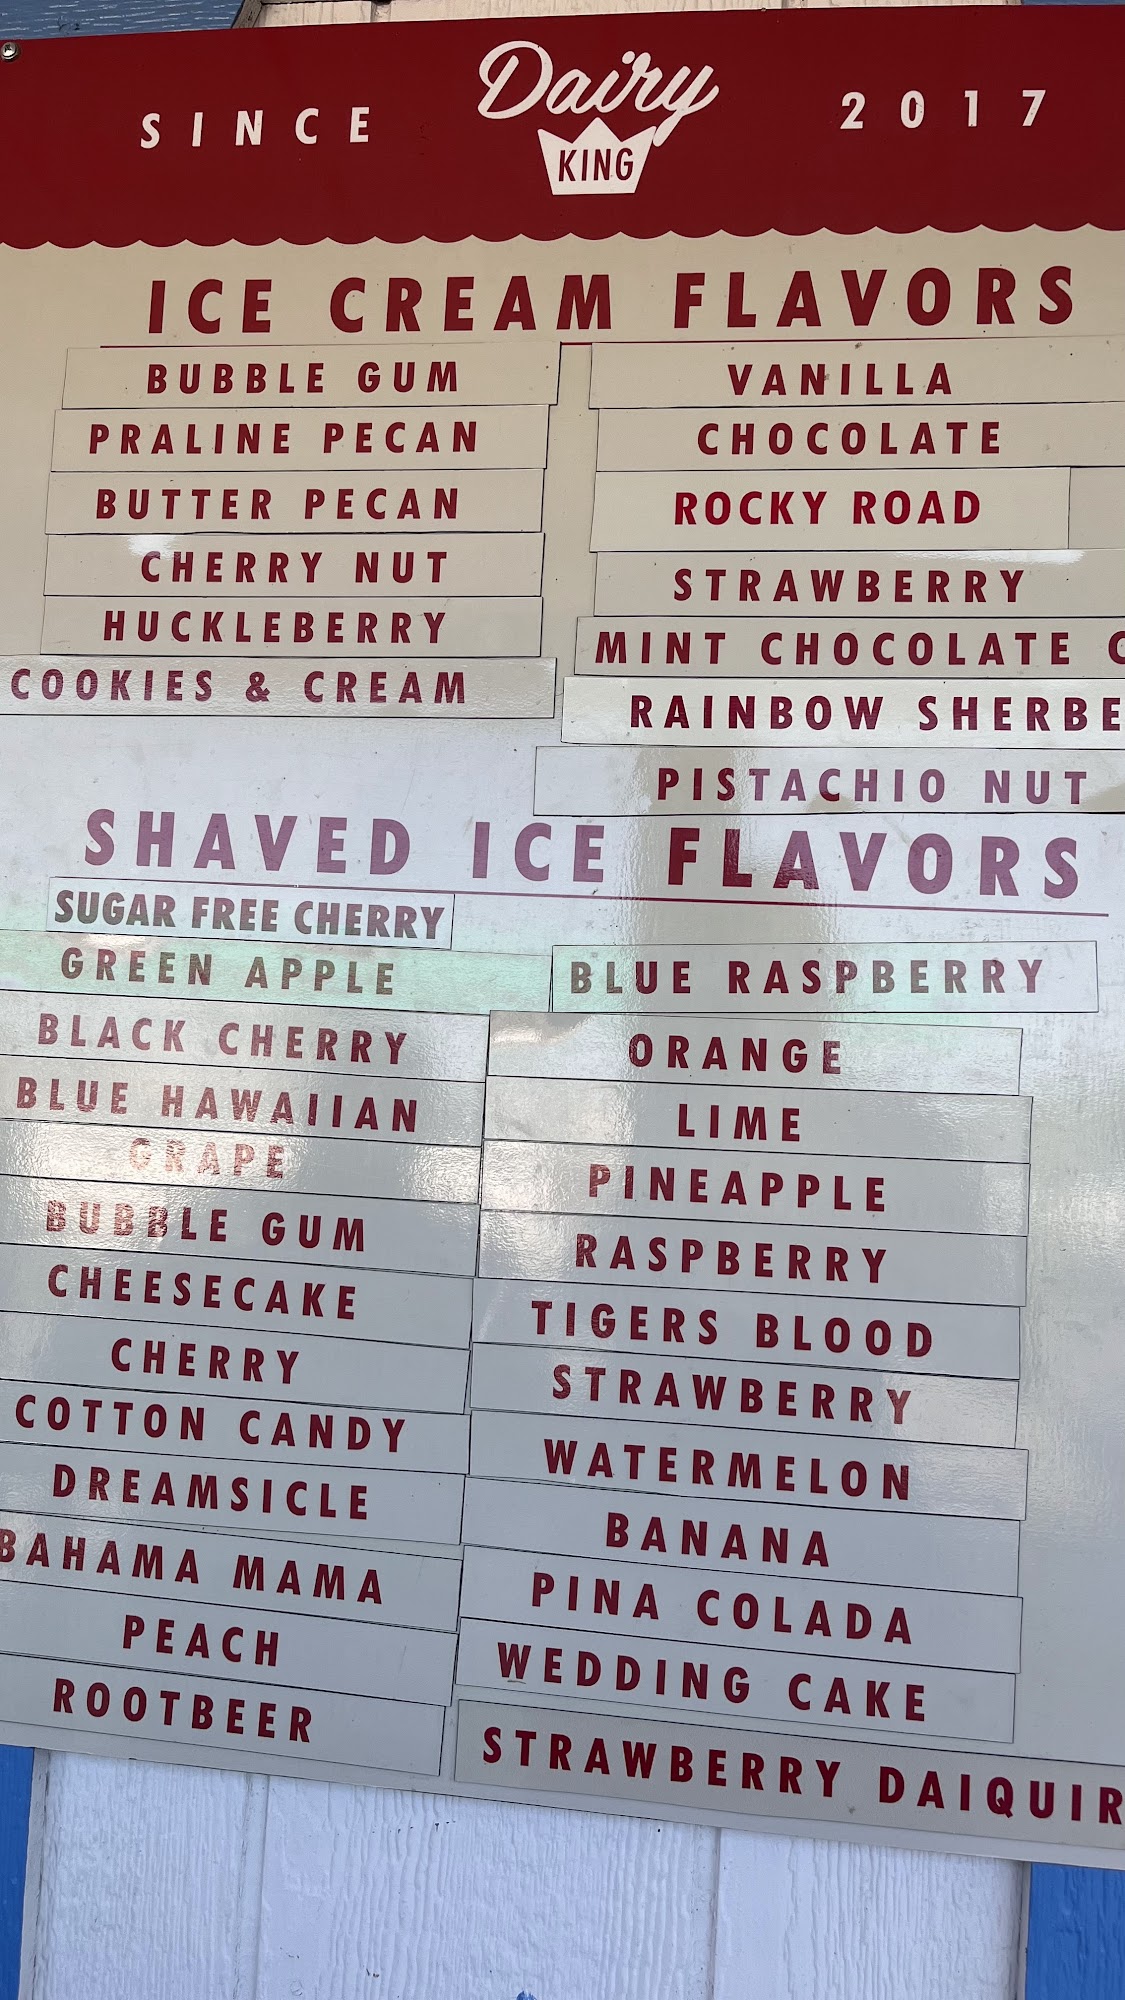 SINCE Dairy KING 2017
ICE CREAM FLAVORS
BUBBLE GUM
PRALINE PECAN
BUTTER PECAN
CHERRY NUT
HUCKLEBERRY
COOKIES & CREAM
VANILLA
CHOCOLATE
ROCKY ROAD
STRAWBERRY
MINT CHOCOLATE C
RAINBOW SHERBE
PISTACHIO NUT
SHAVED ICE FLAVORS
SUGAR FREE CHERRY
GREEN APPLE
BLACK CHERRY
BLUE HAWAIIAN
GRAPE
BUBBLE GUM
CHEESECAKE
CHERRY
COTTON CANDY
DREAMSICLE
BAHAMA MAMA
PEACH
ROOTBEER
BLUE RASPBERRY
ORANGE
LIME
PINEAPPLE
RASPBERRY
TIGERS BLOOD
STRAWBERRY
WATERMELON
BANANA
PINA COLADA
WEDDING CAKE
STRAWBERRY DAIQUIR